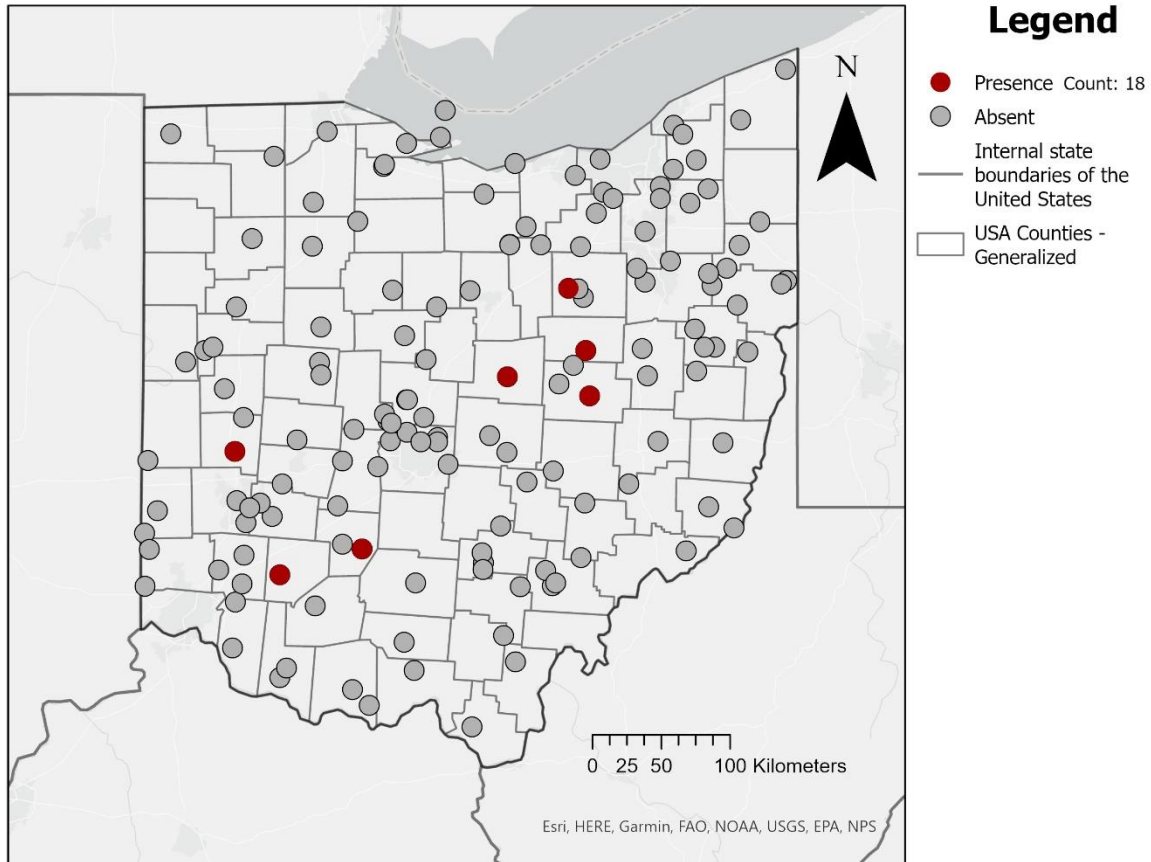 Legend
N
Presence Count: 18
Absent
Internal state
boundaries of the
United States
USA Counties -
Generalized
0 25 50 100 Kilometers
Esri, HERE, Garmin, FAO, NOAA, USGS, EPA, NPS